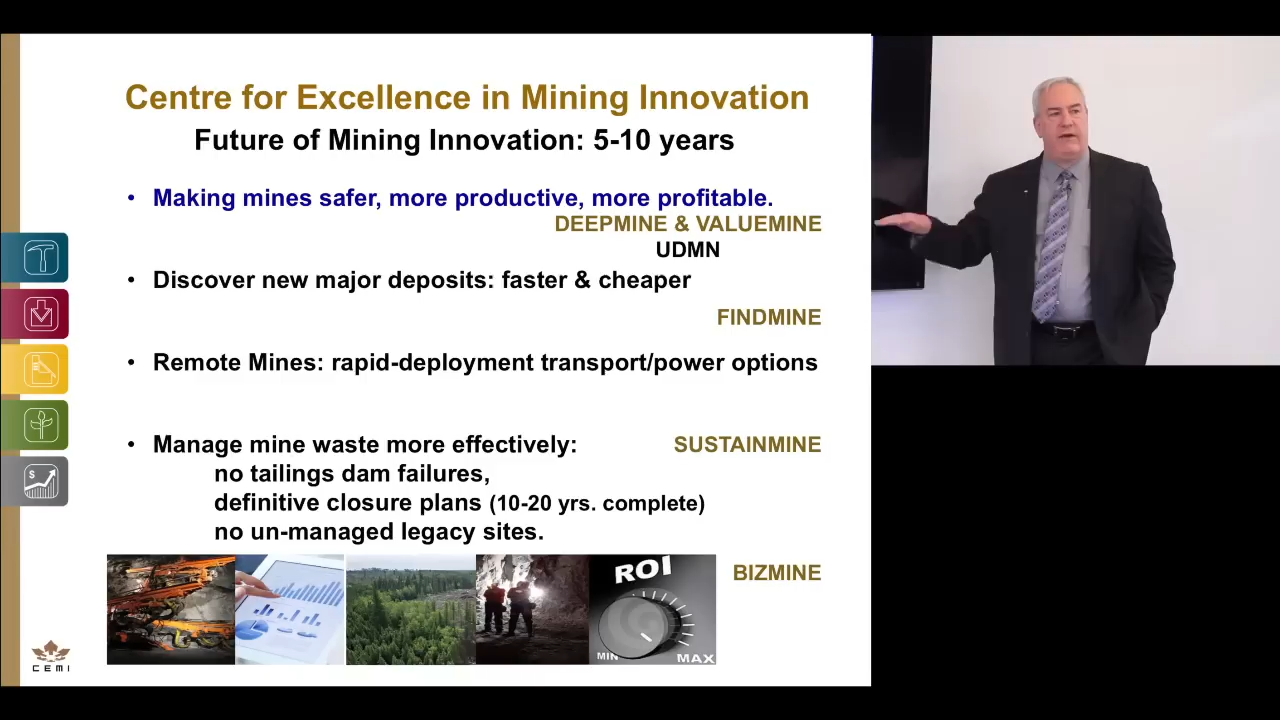 Centre for Excellence in Mining Innovation
Future of Mining Innovation: 5-10 years
• Making mines safer, more productive, more profitable.
DEEPMINE & VALUEMINE
UDMN
• Discover new major deposits: faster & cheaper
FINDMINE
• Remote Mines: rapid-deployment transport/power options
• Manage mine waste more effectively: SUSTAINMINE
no tailings dam failures,
definitive closure plans (10-20 yrs. complete)
no un-managed legacy sites.
BIZMINE
$
ROI
MIN MAX
CEMI